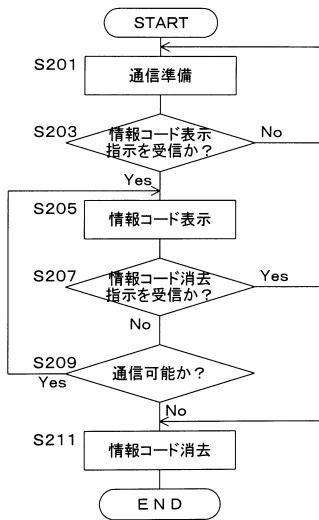 START
S201
通信準備
S203
情報コード表示
指示を受信か？
No
Yes
S205
情報コード表示
S207
情報コード消去
指示を受信か？
Yes
No
S209
通信可能か？
Yes
No
S211
情報コード消去
END